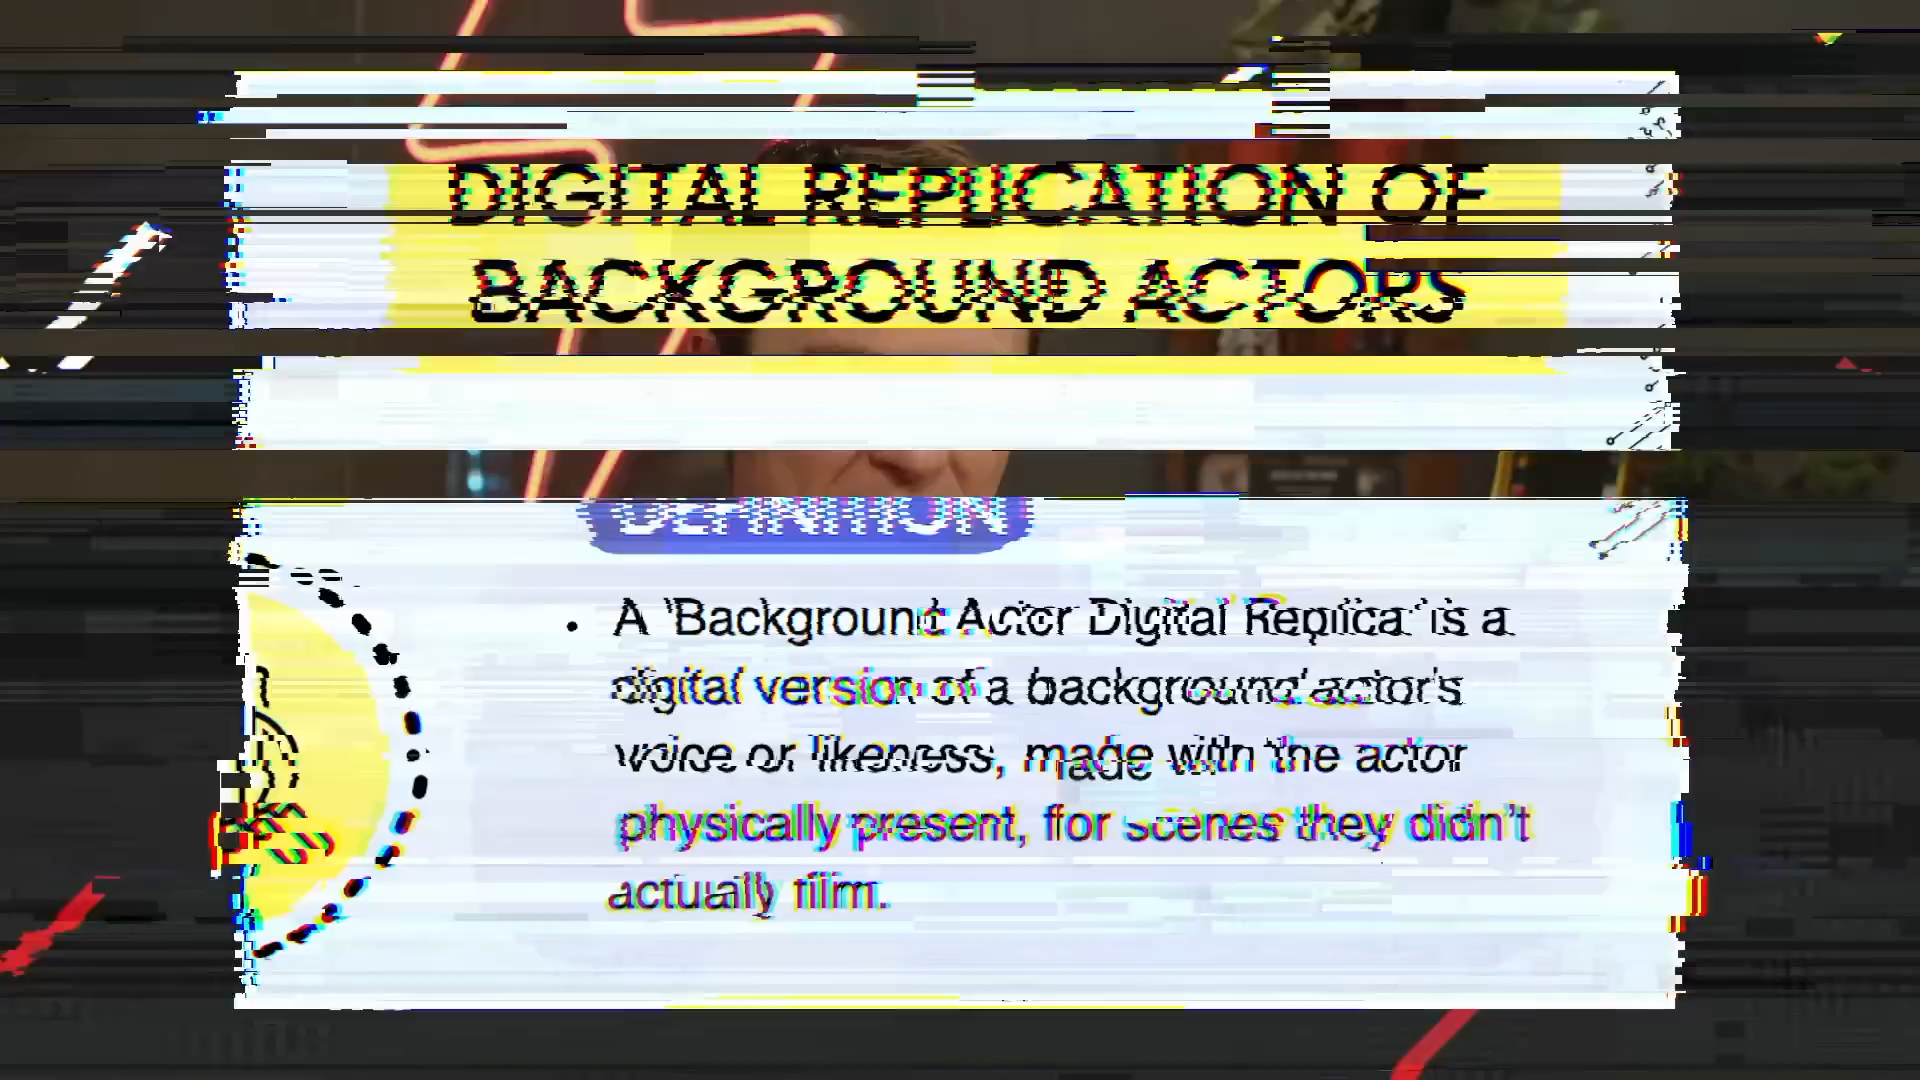 DIGITAL REPLICATION OF
BACKGROUND ACTORS
DEFINITION
• A 'Background Actor Digital Replica' is a
digital version of a background actor's
voice or likeness, made with the actor
physically present, for scenes they didn't
actually film.